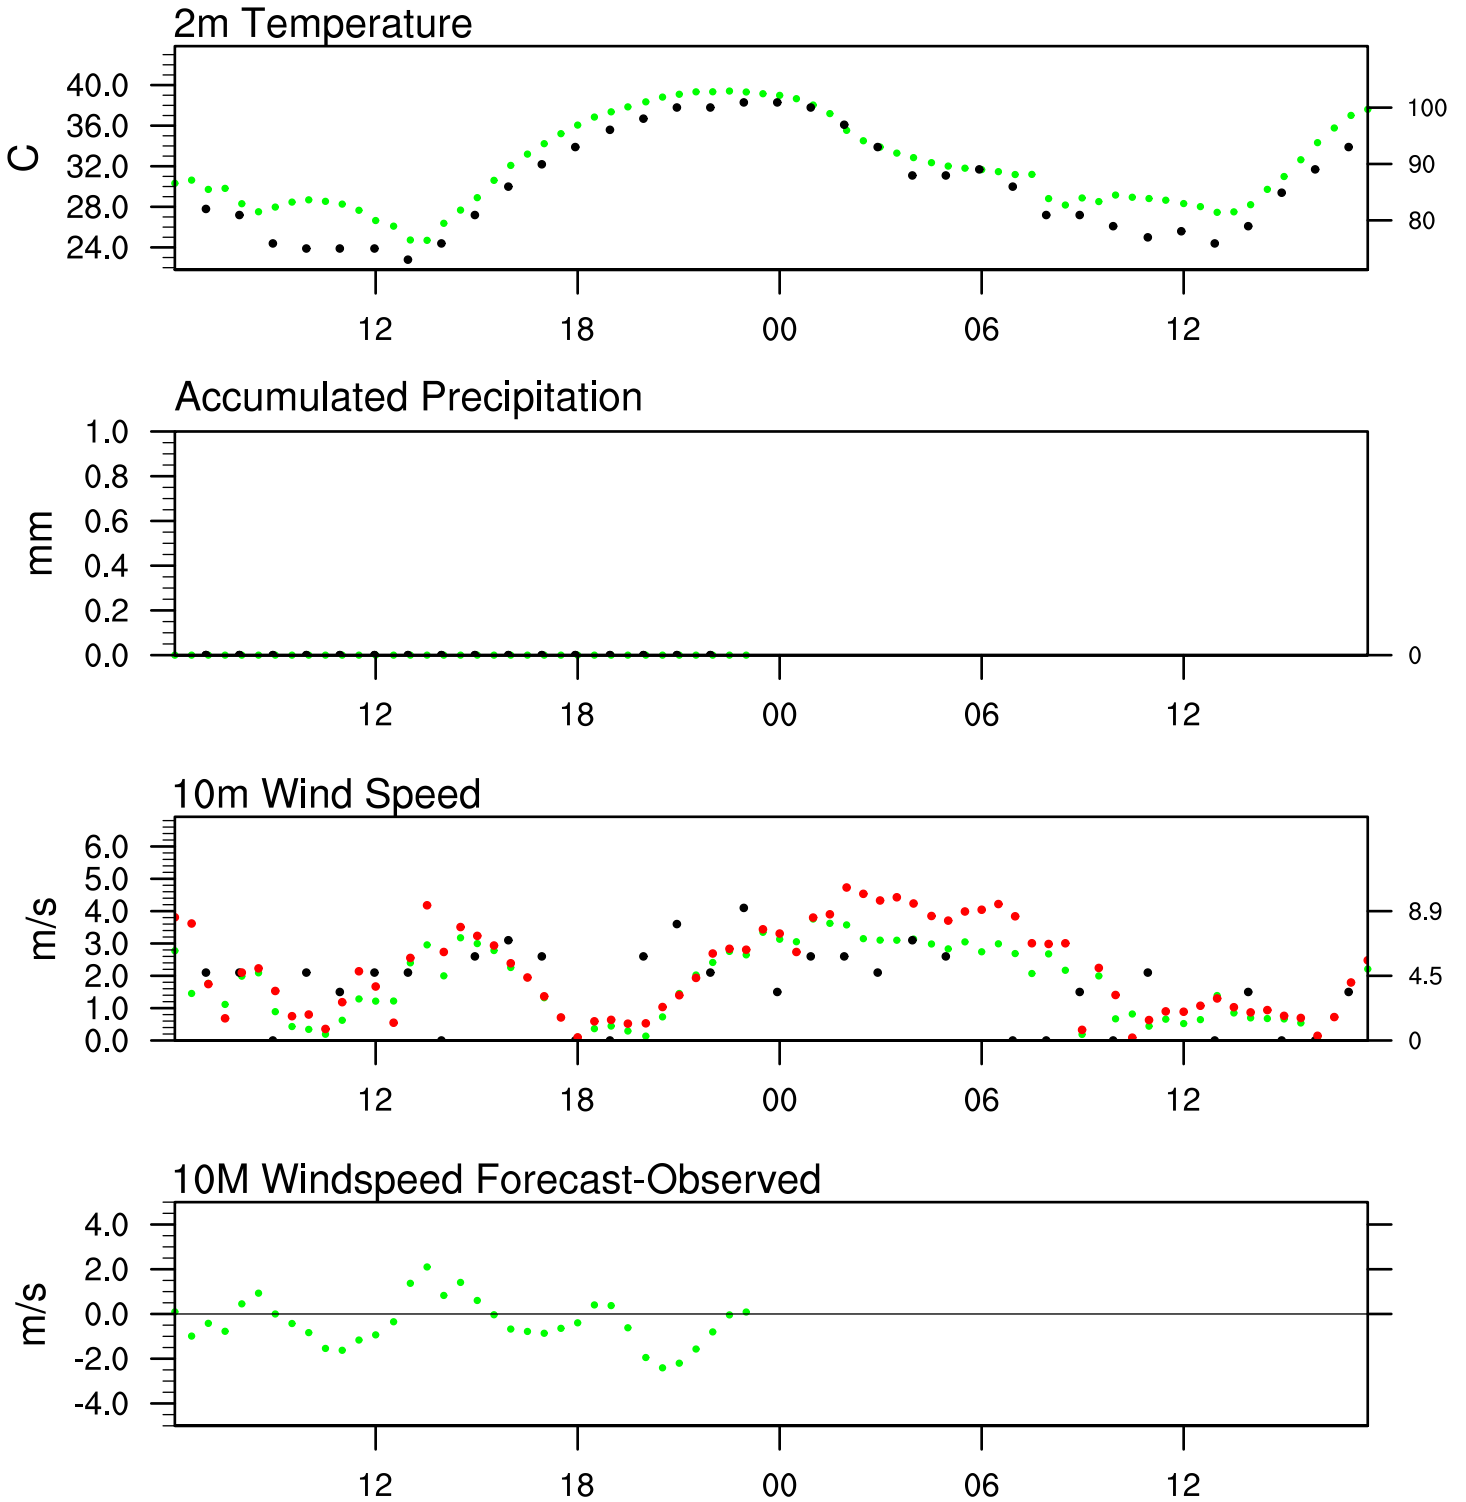 2m Temperature
40.0
36.0
32.0
28.0
24.0
C
100
90
80
12 18 00 06 12
Accumulated Precipitation
1.0
0.8
0.6
0.4
0.2
0.0
mm
0
12 18 00 06 12
10m Wind Speed
6.0
5.0
4.0
3.0
2.0
1.0
0.0
m/s
8.9
4.5
0
12 18 00 06 12
10M Windspeed Forecast-Observed
4.0
2.0
0.0
-2.0
-4.0
m/s
12 18 00 06 12